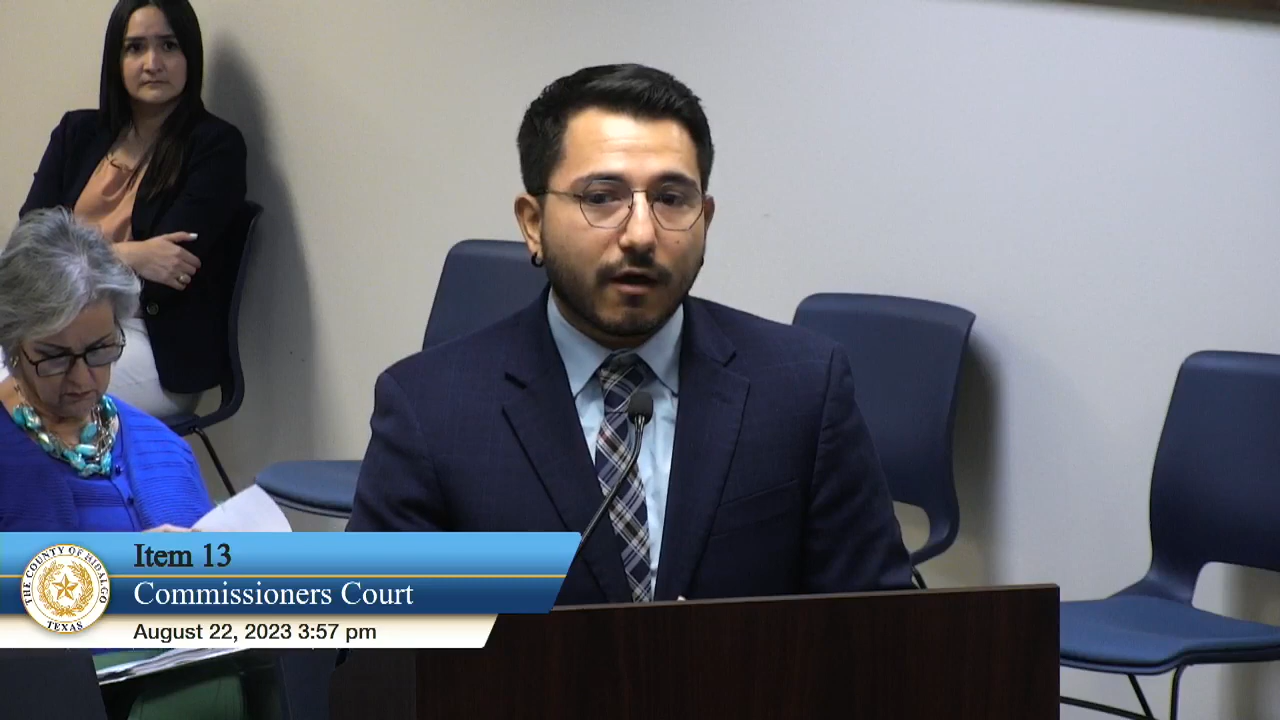 Item 13
Commissioners Court
August 22, 2023 3:57 pm
THE COUNTY OF HIDALGO
TEXAS